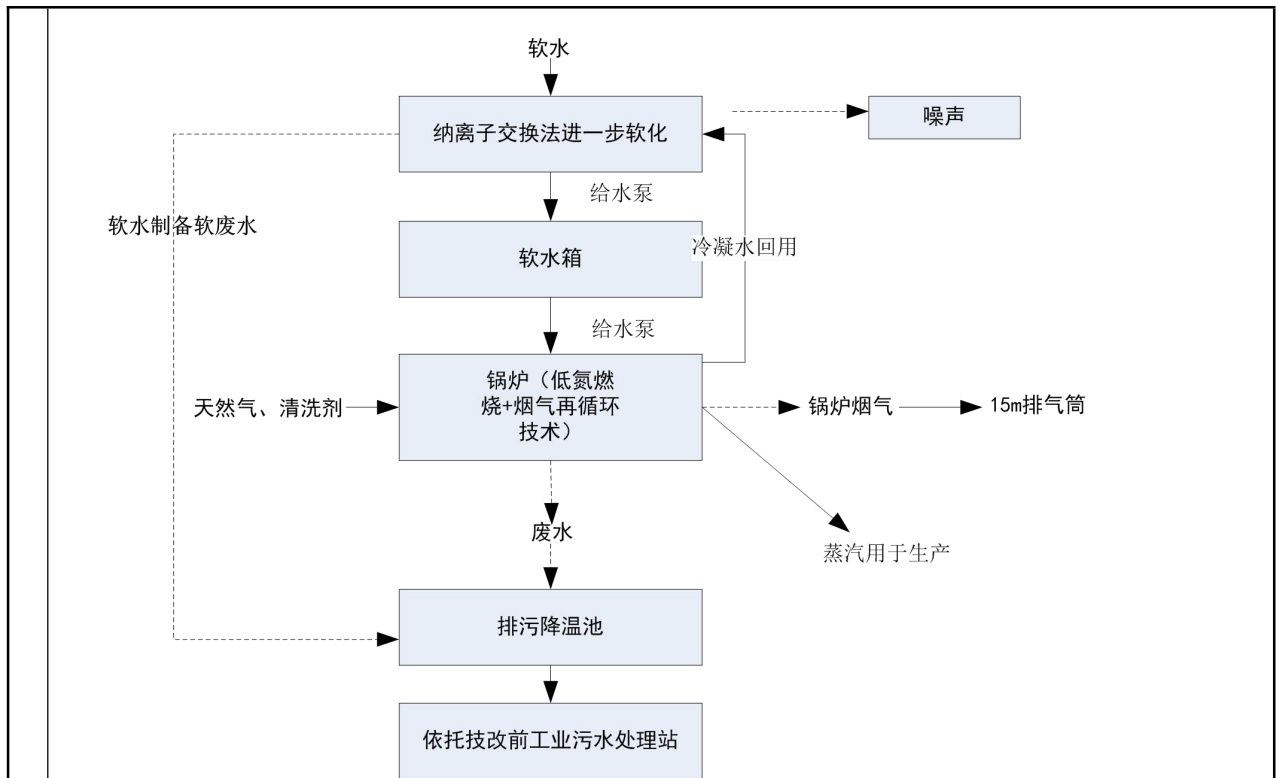 软水
纳离子交换法进一步软化
噪声
给水泵
软水制备软废水
冷凝水回用
软水箱
给水泵
锅炉（低氮燃
烧+烟气再循环
技术）
天然气、清洗剂
锅炉烟气
15m排气筒
废水
蒸汽用于生产
排污降温池
依托技改前工业污水处理站